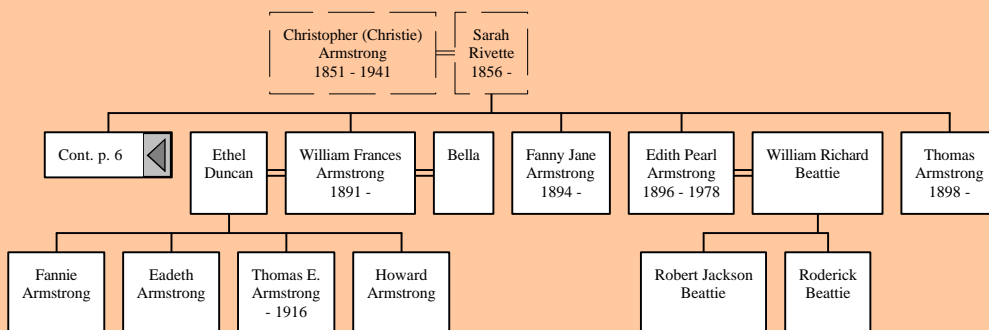 Christopher (Christie)
Armstrong
1851 - 1941
Sarah
Rivette
1856 -
Cont. p. 6
Ethel
Duncan
William Frances
Armstrong
1891 -
Bella
Fanny Jane
Armstrong
1894 -
Edith Pearl
Armstrong
1896 - 1978
William Richard
Beattie
Thomas
Armstrong
1898 -
Fannie
Armstrong
Eadeth
Armstrong
Thomas E.
Armstrong
- 1916
Howard
Armstrong
Robert Jackson
Beattie
Roderick
Beattie